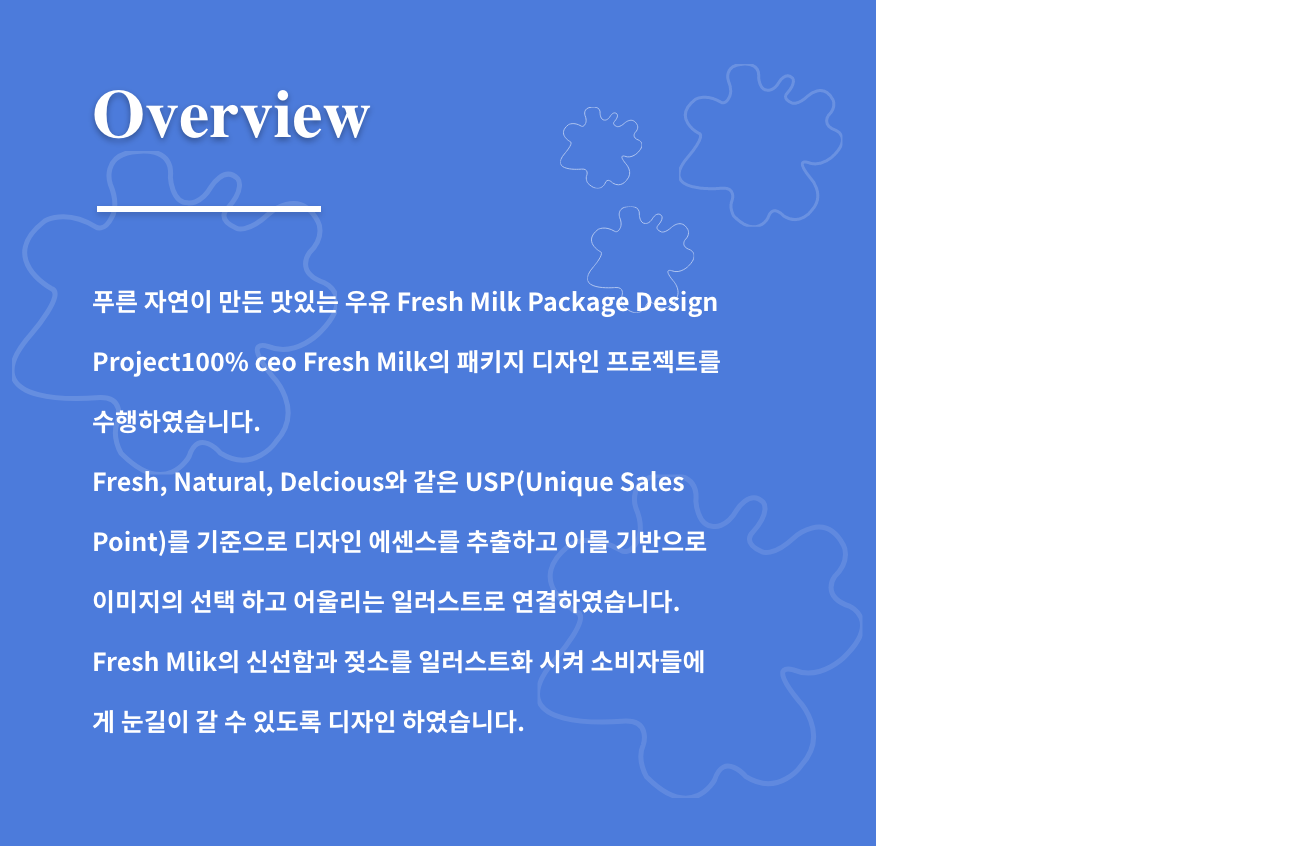 Overview
푸른 자연이 만든 맛있는 우유 Fresh Milk Package Design
Project100% ceo Fresh Milk의 패키지 디자인 프로젝트를
수행하였습니다.
Fresh, Natural, Delcious와 같은 USP(Unique Sales
Point)를 기준으로 디자인 에센스를 추출하고 이를 기반으로
이미지의 선택 하고 어울리는 일러스트로 연결하였습니다.
Fresh Mlik의 신선함과 젖소를 일러스트화 시켜 소비자들에
게 눈길이 갈 수 있도록 디자인 하였습니다.